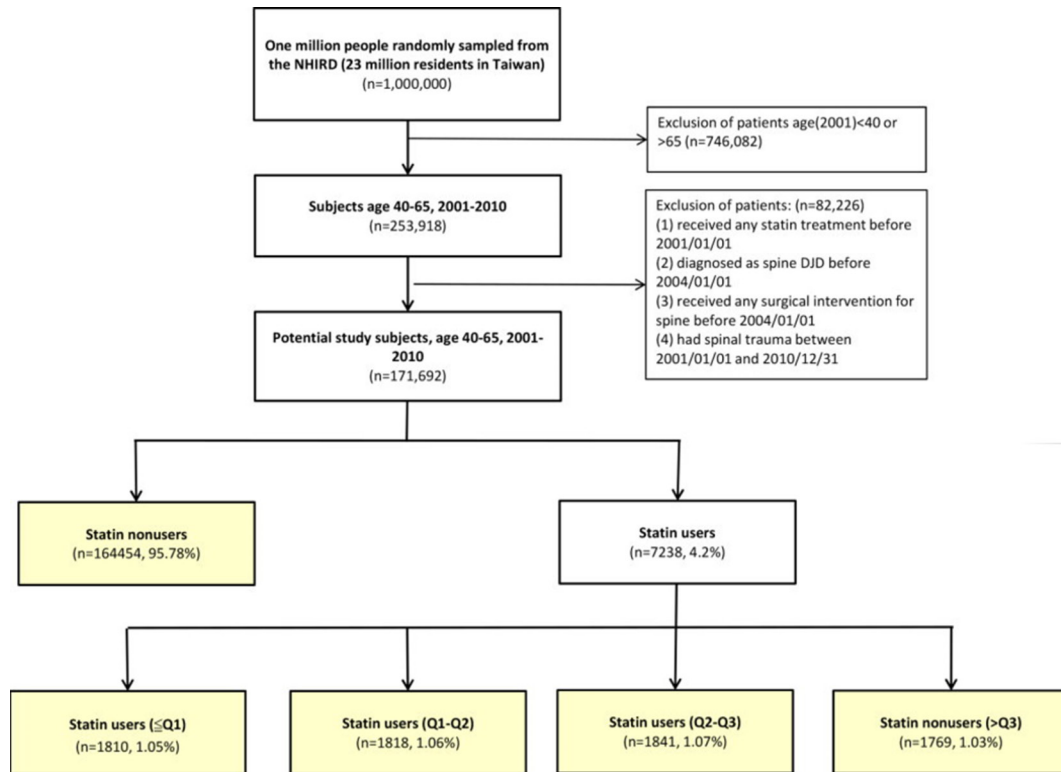 One million people randomly sampled from
the NHIRD (23 million residents in Taiwan)
(n=1,000,000)
Exclusion of patients age(2001)<40 or
>65 (n=746,082)
Subjects age 40-65, 2001-2010
(n=253,918)
Exclusion of patients: (n=82,226)
(1) received any statin treatment before
2001/01/01
(2) diagnosed as spine DJD before
2004/01/01
(3) received any surgical intervention for
spine before 2004/01/01
(4) had spinal trauma between
2001/01/01 and 2010/12/31
Potential study subjects, age 40-65, 2001-
2010
(n=171,692)
Statin nonusers
(n=164454, 95.78%)
Statin users
(n=7238, 4.2%)
Statin users (≦Q1)
(n=1810, 1.05%)
Statin users (Q1-Q2)
(n=1818, 1.06%)
Statin users (Q2-Q3)
(n=1841, 1.07%)
Statin nonusers (>Q3)
(n=1769, 1.03%)